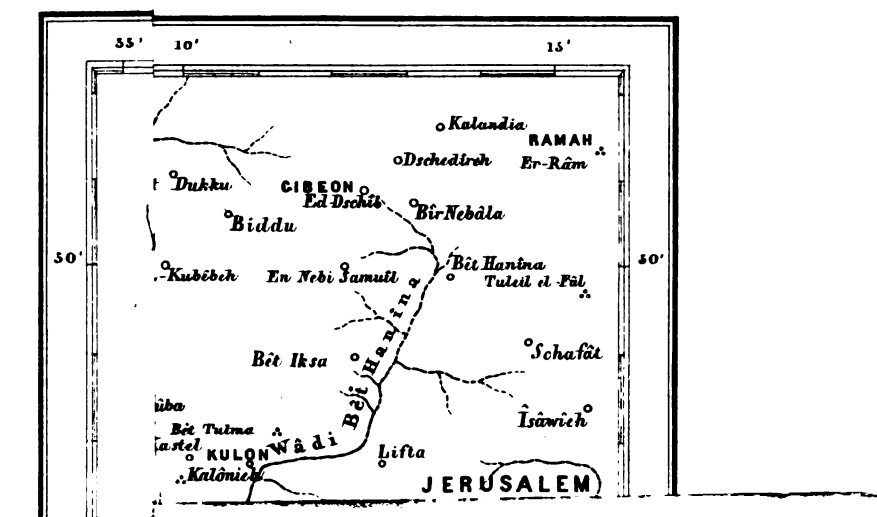 55' 10' 15'
Kalandia
RAMAH
Er-Râm
Dschedîreh
Dukku
GIBEON
Ed-Dschîb
Bîr Nebâla
Biddu
50' 50'
Kubêbeh
En Nebi Samuîl
Bêt Hanîna
Tuleil el-Fûl
Wâdi Bêt Hanîna
Bêt Iksa
Schafât
Îsâwîeh
ûba
Bêt Tulma
astel
KULON
Kalônieh
Lifta
JERUSALEM